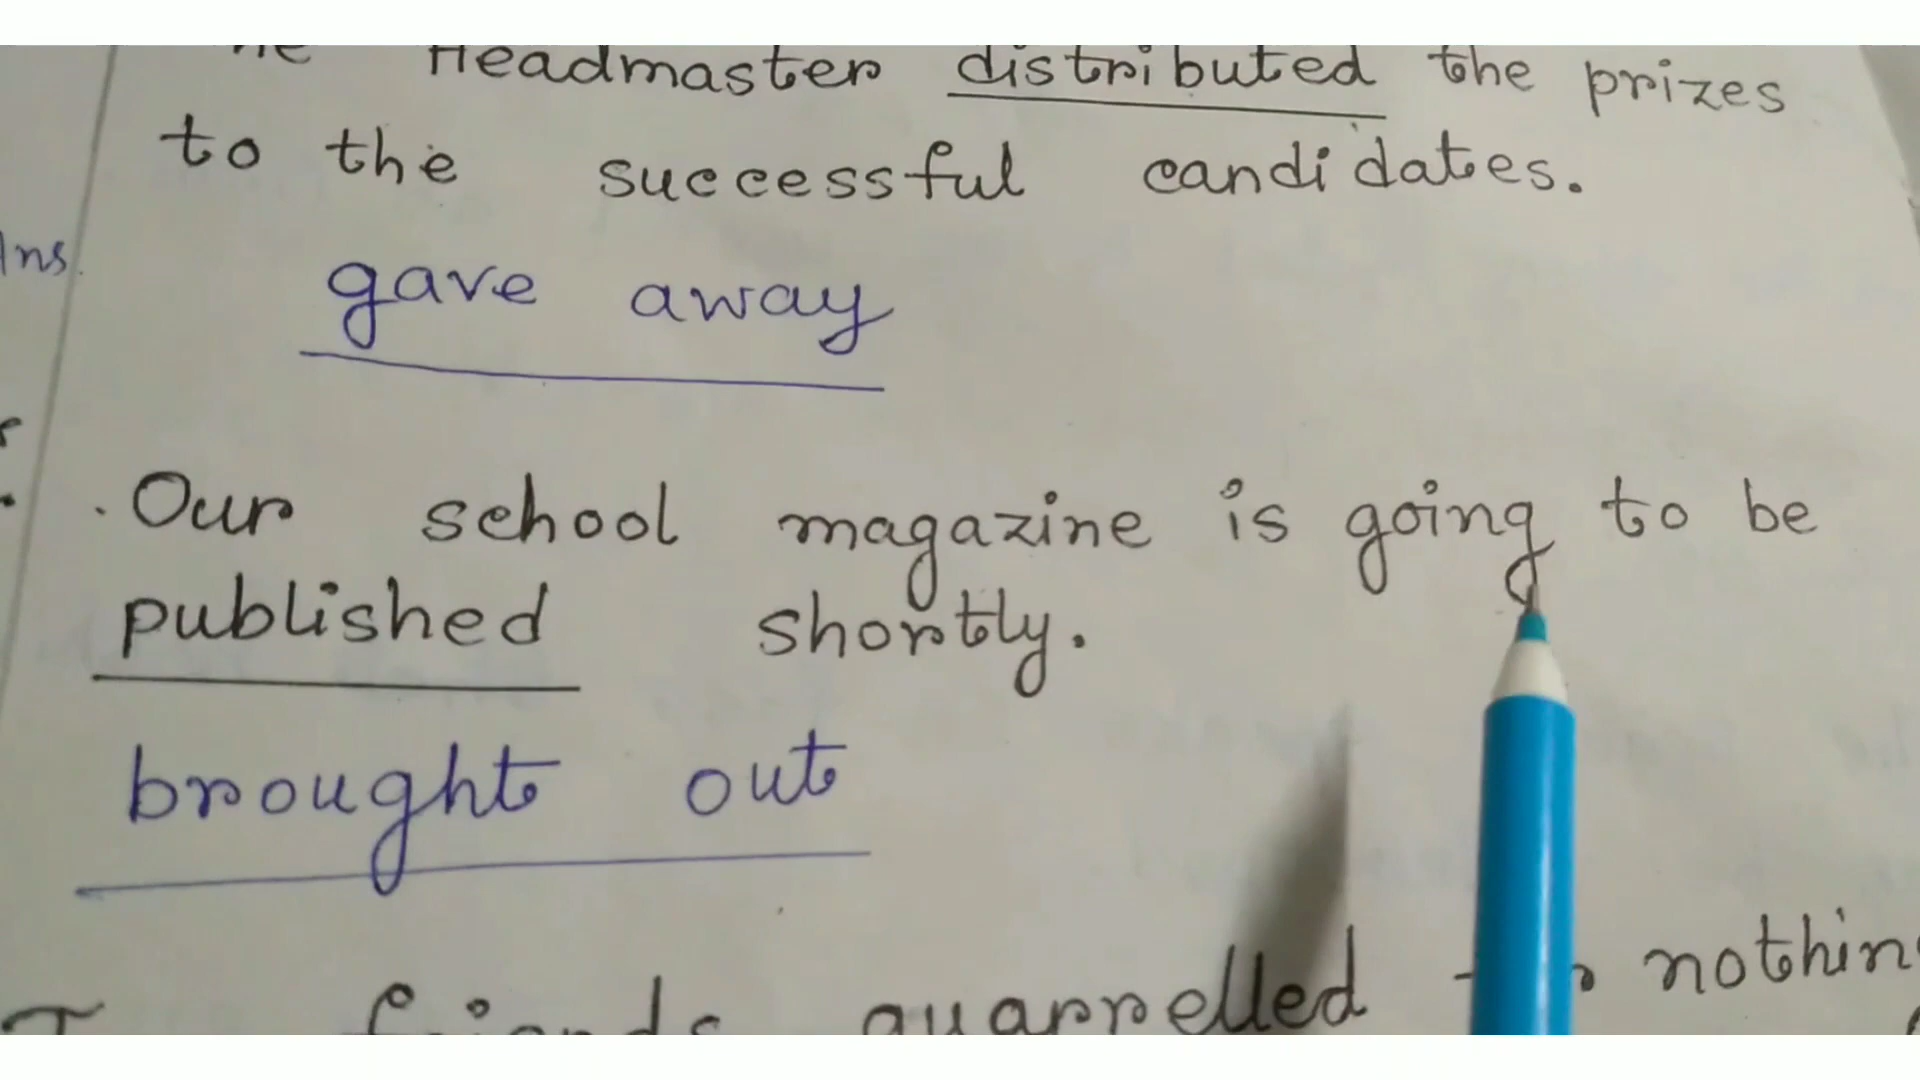 Headmaster distributed the prizes
to the successful candidates.
Ans.
gave away
Our school magazine is going to be
published shortly.
brought out
friends quarrelled nothin